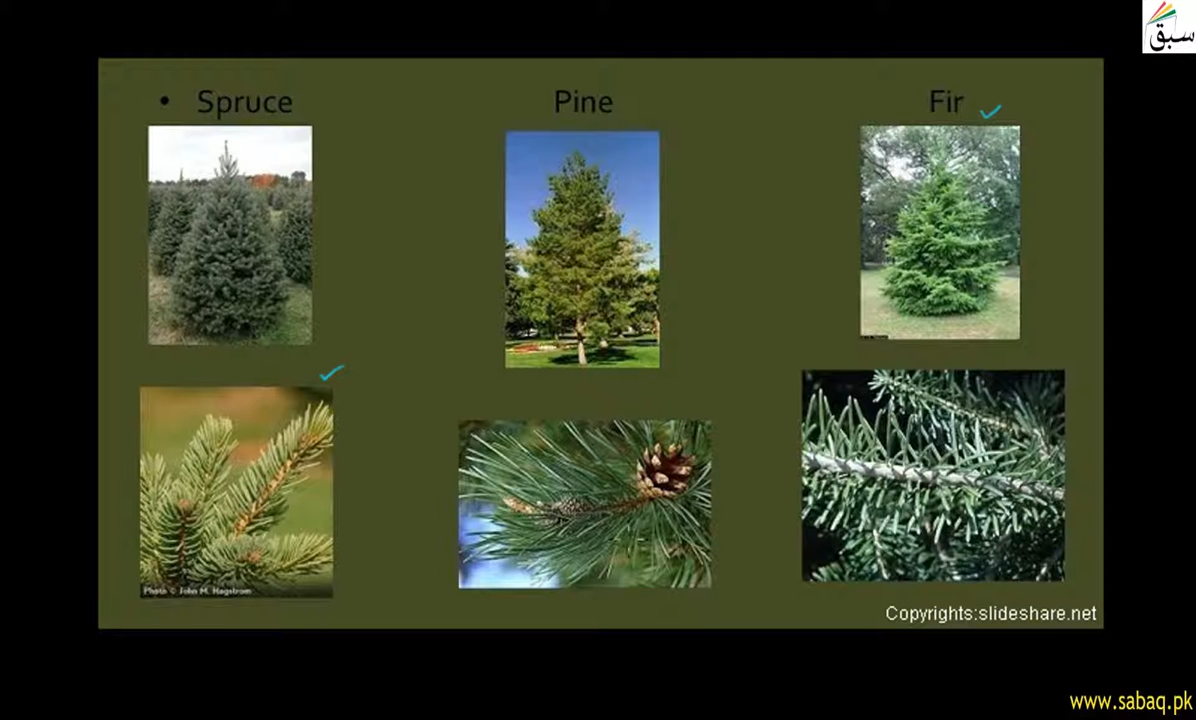 سبق
• Spruce
Pine
Fir
Photo © John M. Hagstrom
Copyrights:slideshare.net
www.sabaq.pk